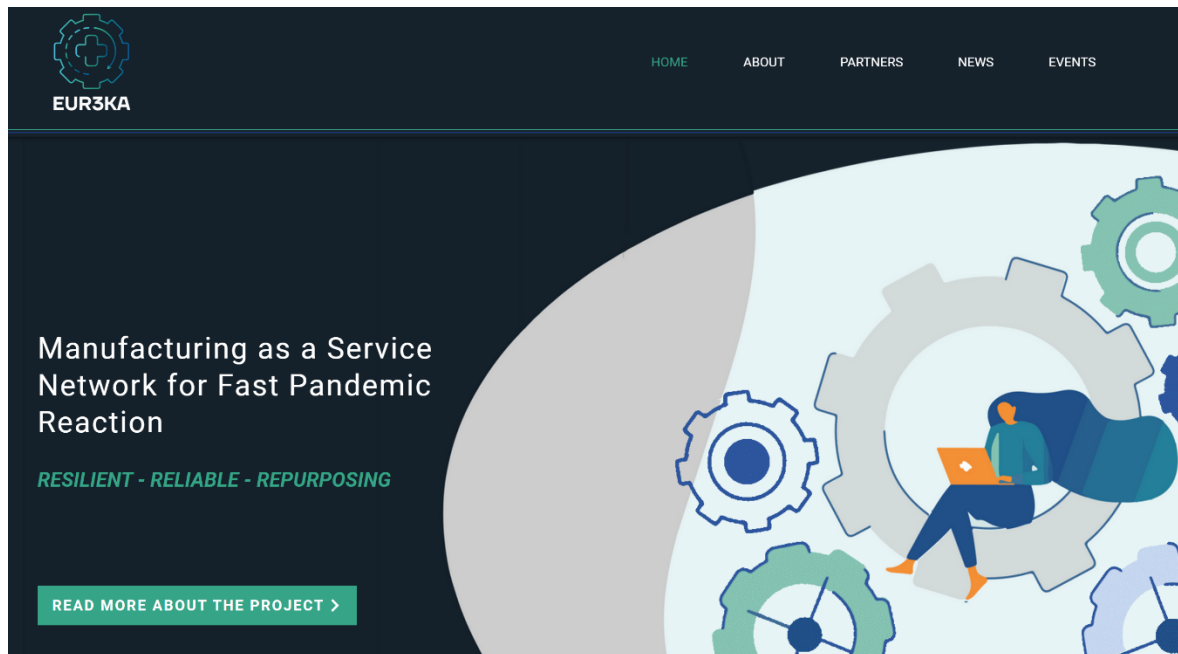 EUR3KA
HOME
ABOUT
PARTNERS
NEWS
EVENTS
Manufacturing as a Service
Network for Fast Pandemic
Reaction
RESILIENT - RELIABLE - REPURPOSING
READ MORE ABOUT THE PROJECT >